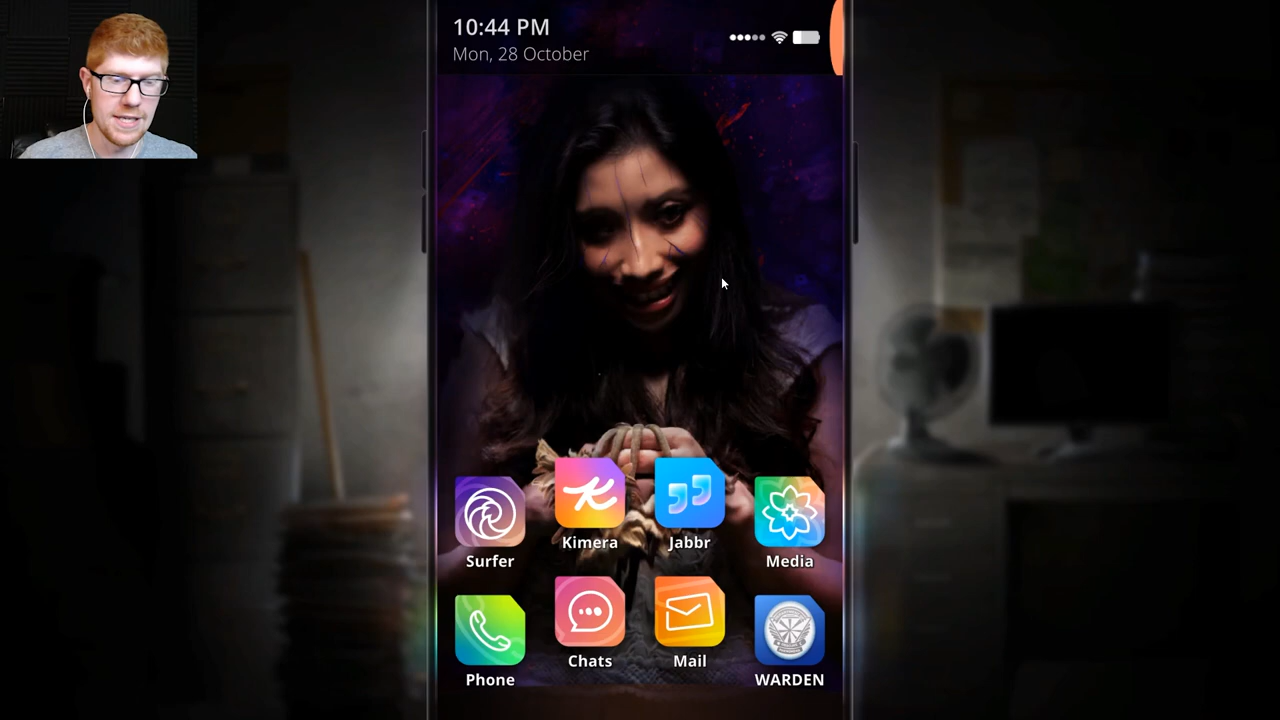 10:44 PM
Mon, 28 October
Surfer
Kimera
Jabbr
Media
Phone
Chats
Mail
WARDEN